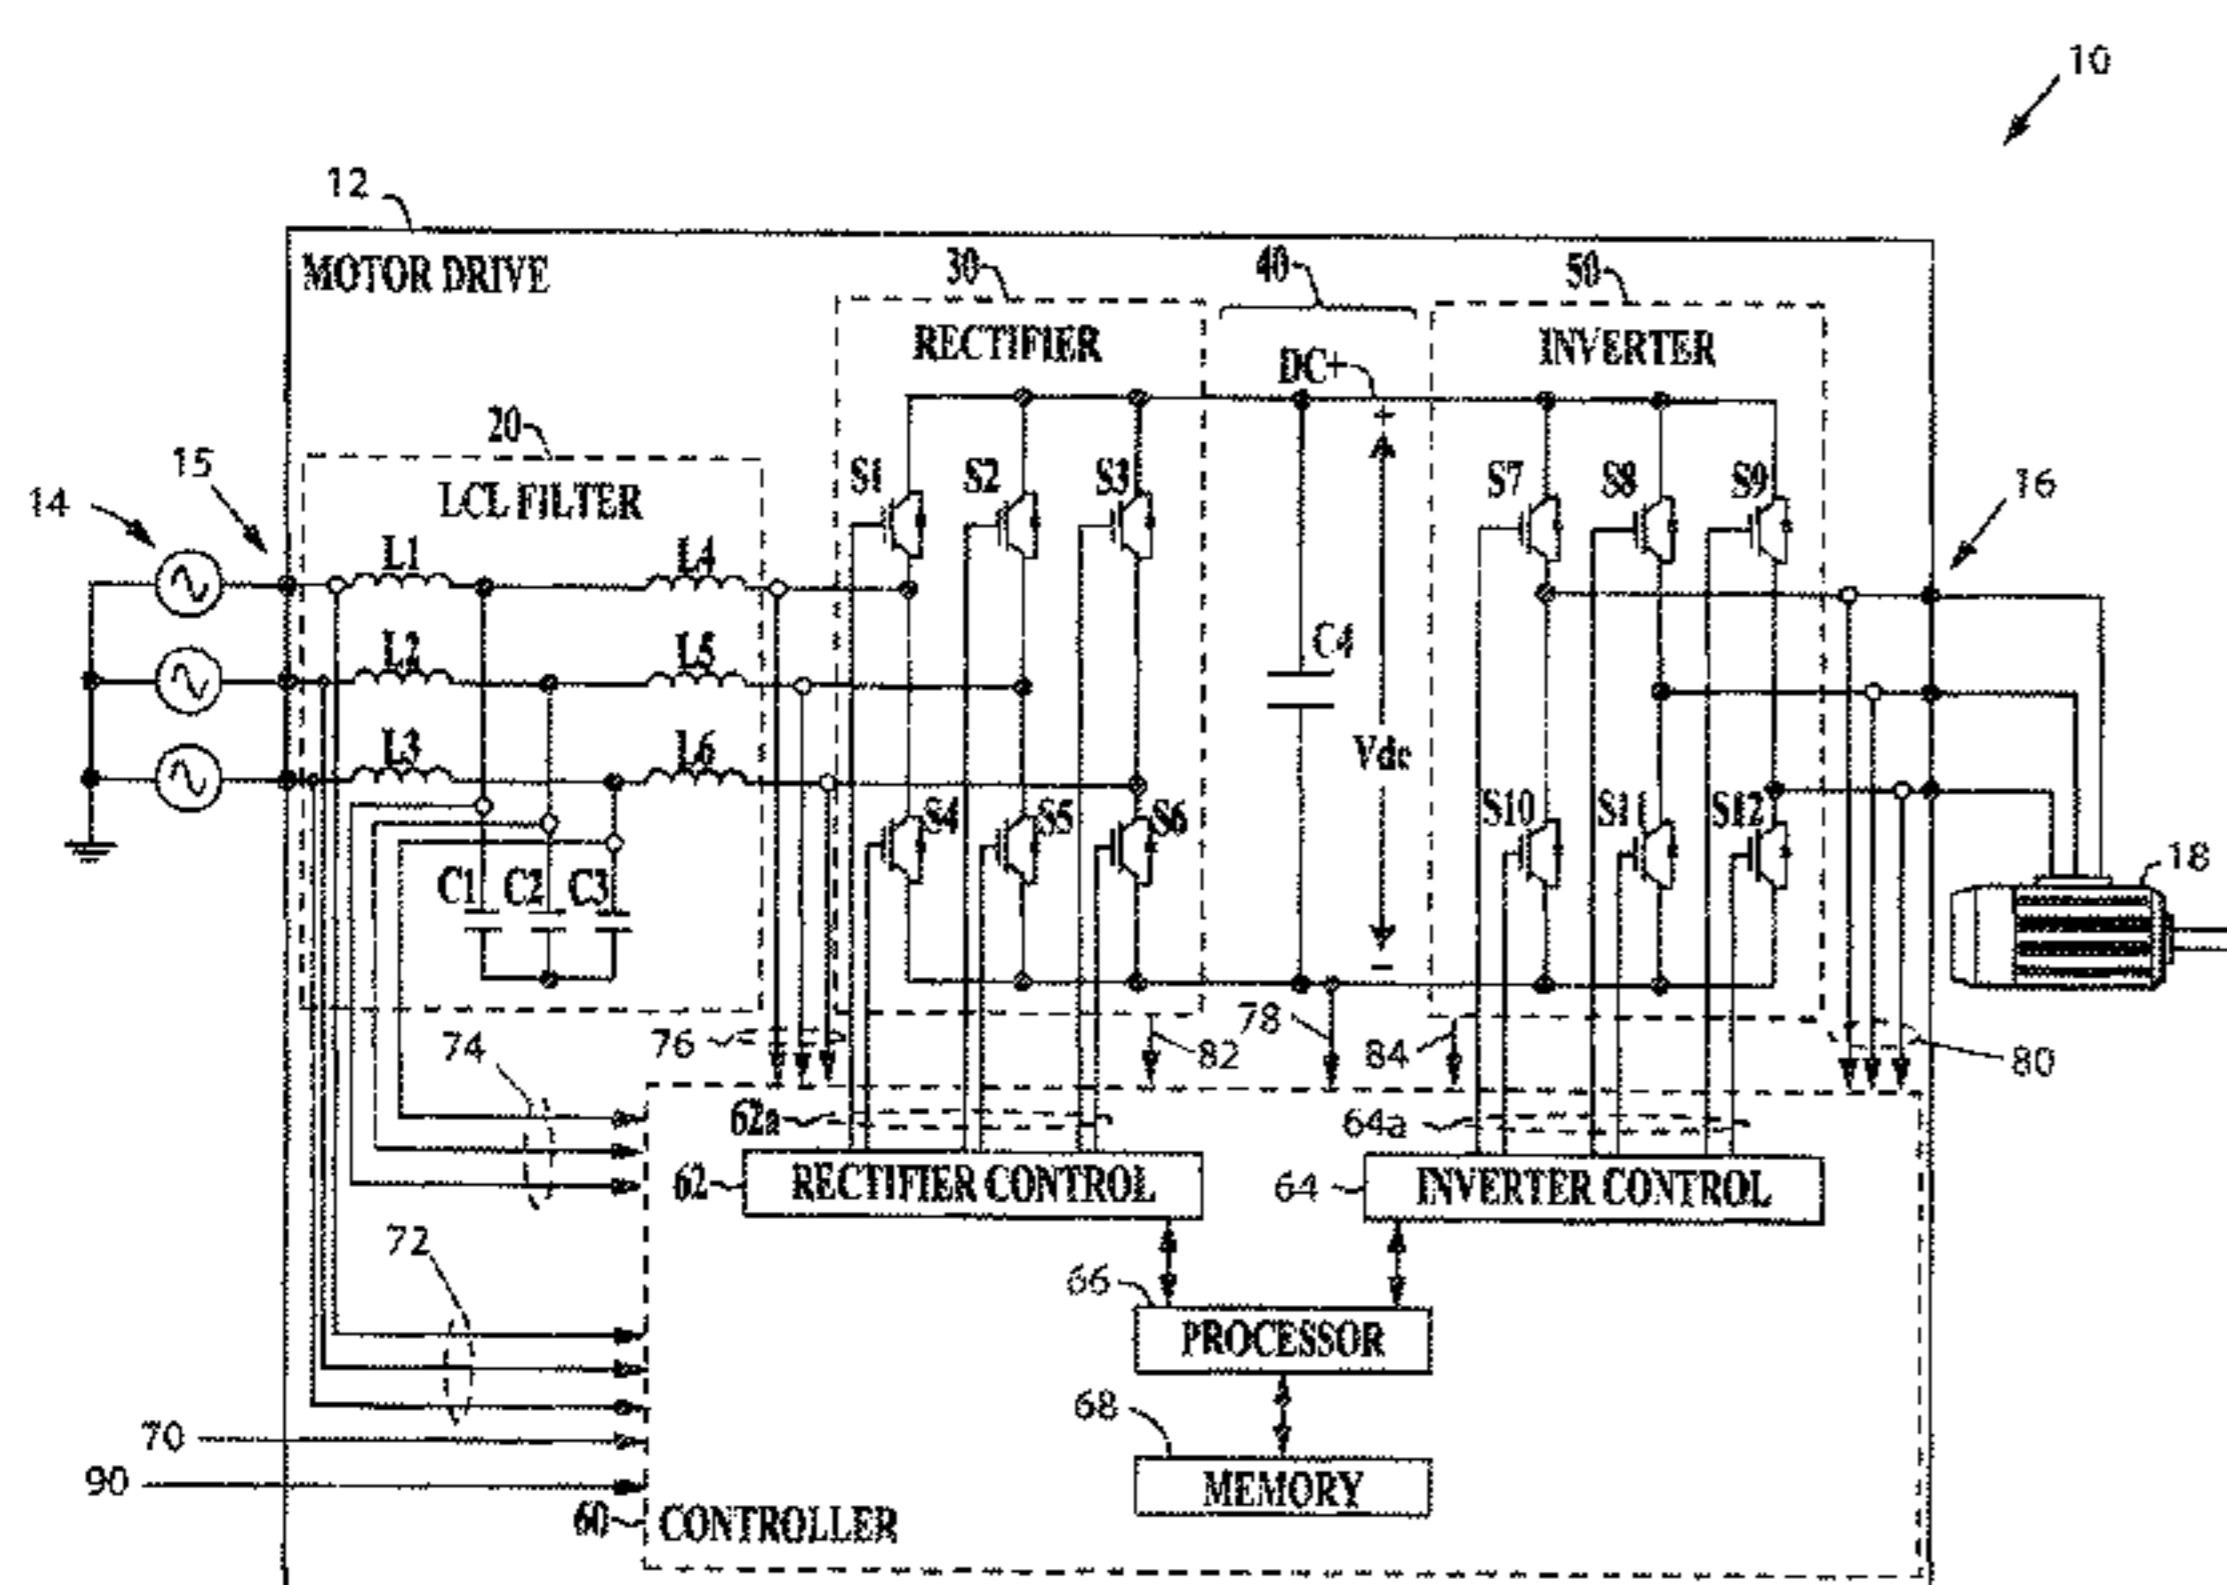 10
12
MOTOR DRIVE
30
40
50
RECTIFIER
INVERTER
DC+
+
20
15
LCL FILTER
14
S1
S2
S3
S7
S8
S9
16
L1
L4
L2
L5
C4
L3
L6
Vdc
S4
S5
S6
S10
S11
S12
18
C1
C2
C3
−
76
82
78
84
80
74
62a
64a
62
RECTIFIER CONTROL
64
INVERTER CONTROL
72
66
PROCESSOR
68
70
MEMORY
90
60
CONTROLLER